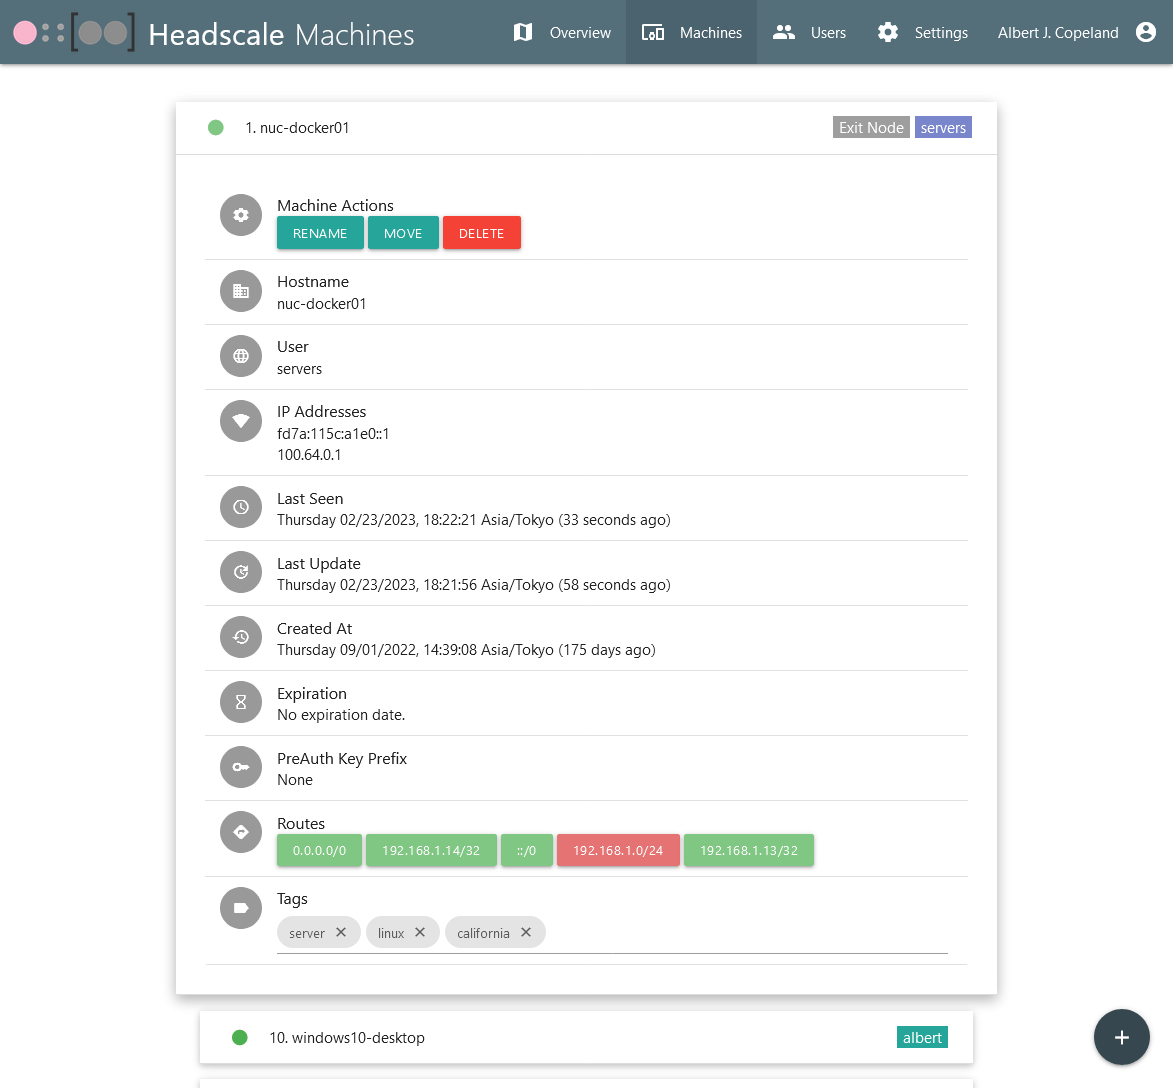 Headscale Machines
Overview
Machines
Users
Settings
Albert J. Copeland
1. nuc-docker01
Exit Node
servers
Machine Actions
RENAME
MOVE
DELETE
Hostname
nuc-docker01
User
servers
IP Addresses
fd7a:115c:a1e0::1
100.64.0.1
Last Seen
Thursday 02/23/2023, 18:22:21 Asia/Tokyo (33 seconds ago)
Last Update
Thursday 02/23/2023, 18:21:56 Asia/Tokyo (58 seconds ago)
Created At
Thursday 09/01/2022, 14:39:08 Asia/Tokyo (175 days ago)
Expiration
No expiration date.
PreAuth Key Prefix
None
Routes
0.0.0.0/0
192.168.1.14/32
::/0
192.168.1.0/24
192.168.1.13/32
Tags
server
linux
california
10. windows10-desktop
albert